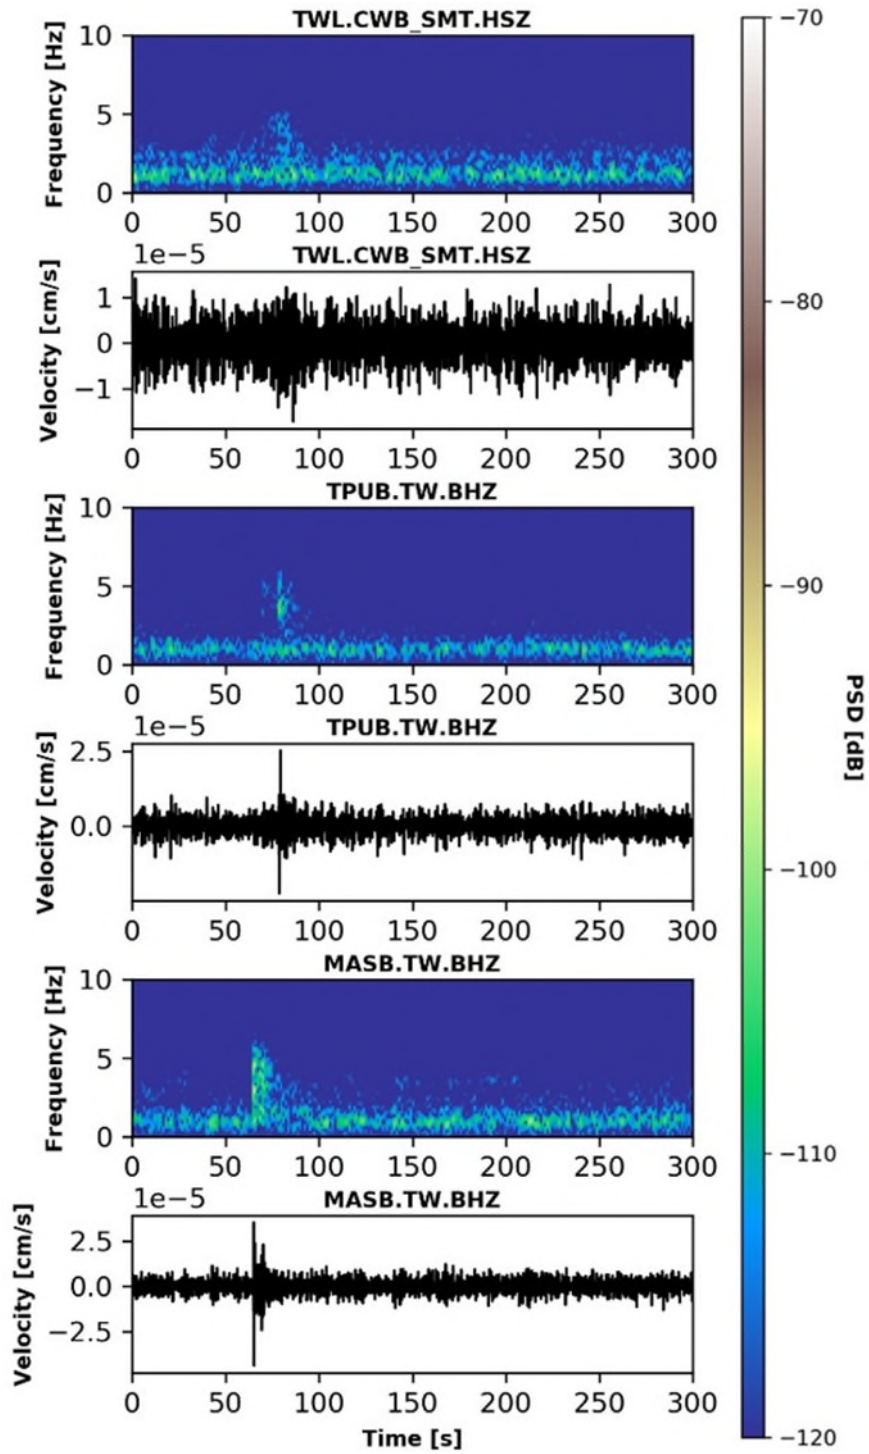 TWL.CWB_SMT.HSZ
Frequency [Hz]
10
5
0
0 50 100 150 200 250 300
1e−5
TWL.CWB_SMT.HSZ
Velocity [cm/s]
1
0
−1
0 50 100 150 200 250 300
TPUB.TW.BHZ
Frequency [Hz]
10
5
0
0 50 100 150 200 250 300
1e−5
TPUB.TW.BHZ
Velocity [cm/s]
2.5
0.0
0 50 100 150 200 250 300
MASB.TW.BHZ
Frequency [Hz]
10
5
0
0 50 100 150 200 250 300
1e−5
MASB.TW.BHZ
Velocity [cm/s]
2.5
0.0
−2.5
0 50 100 150 200 250 300
Time [s]
−70
−80
−90
−100
−110
−120
PSD [dB]